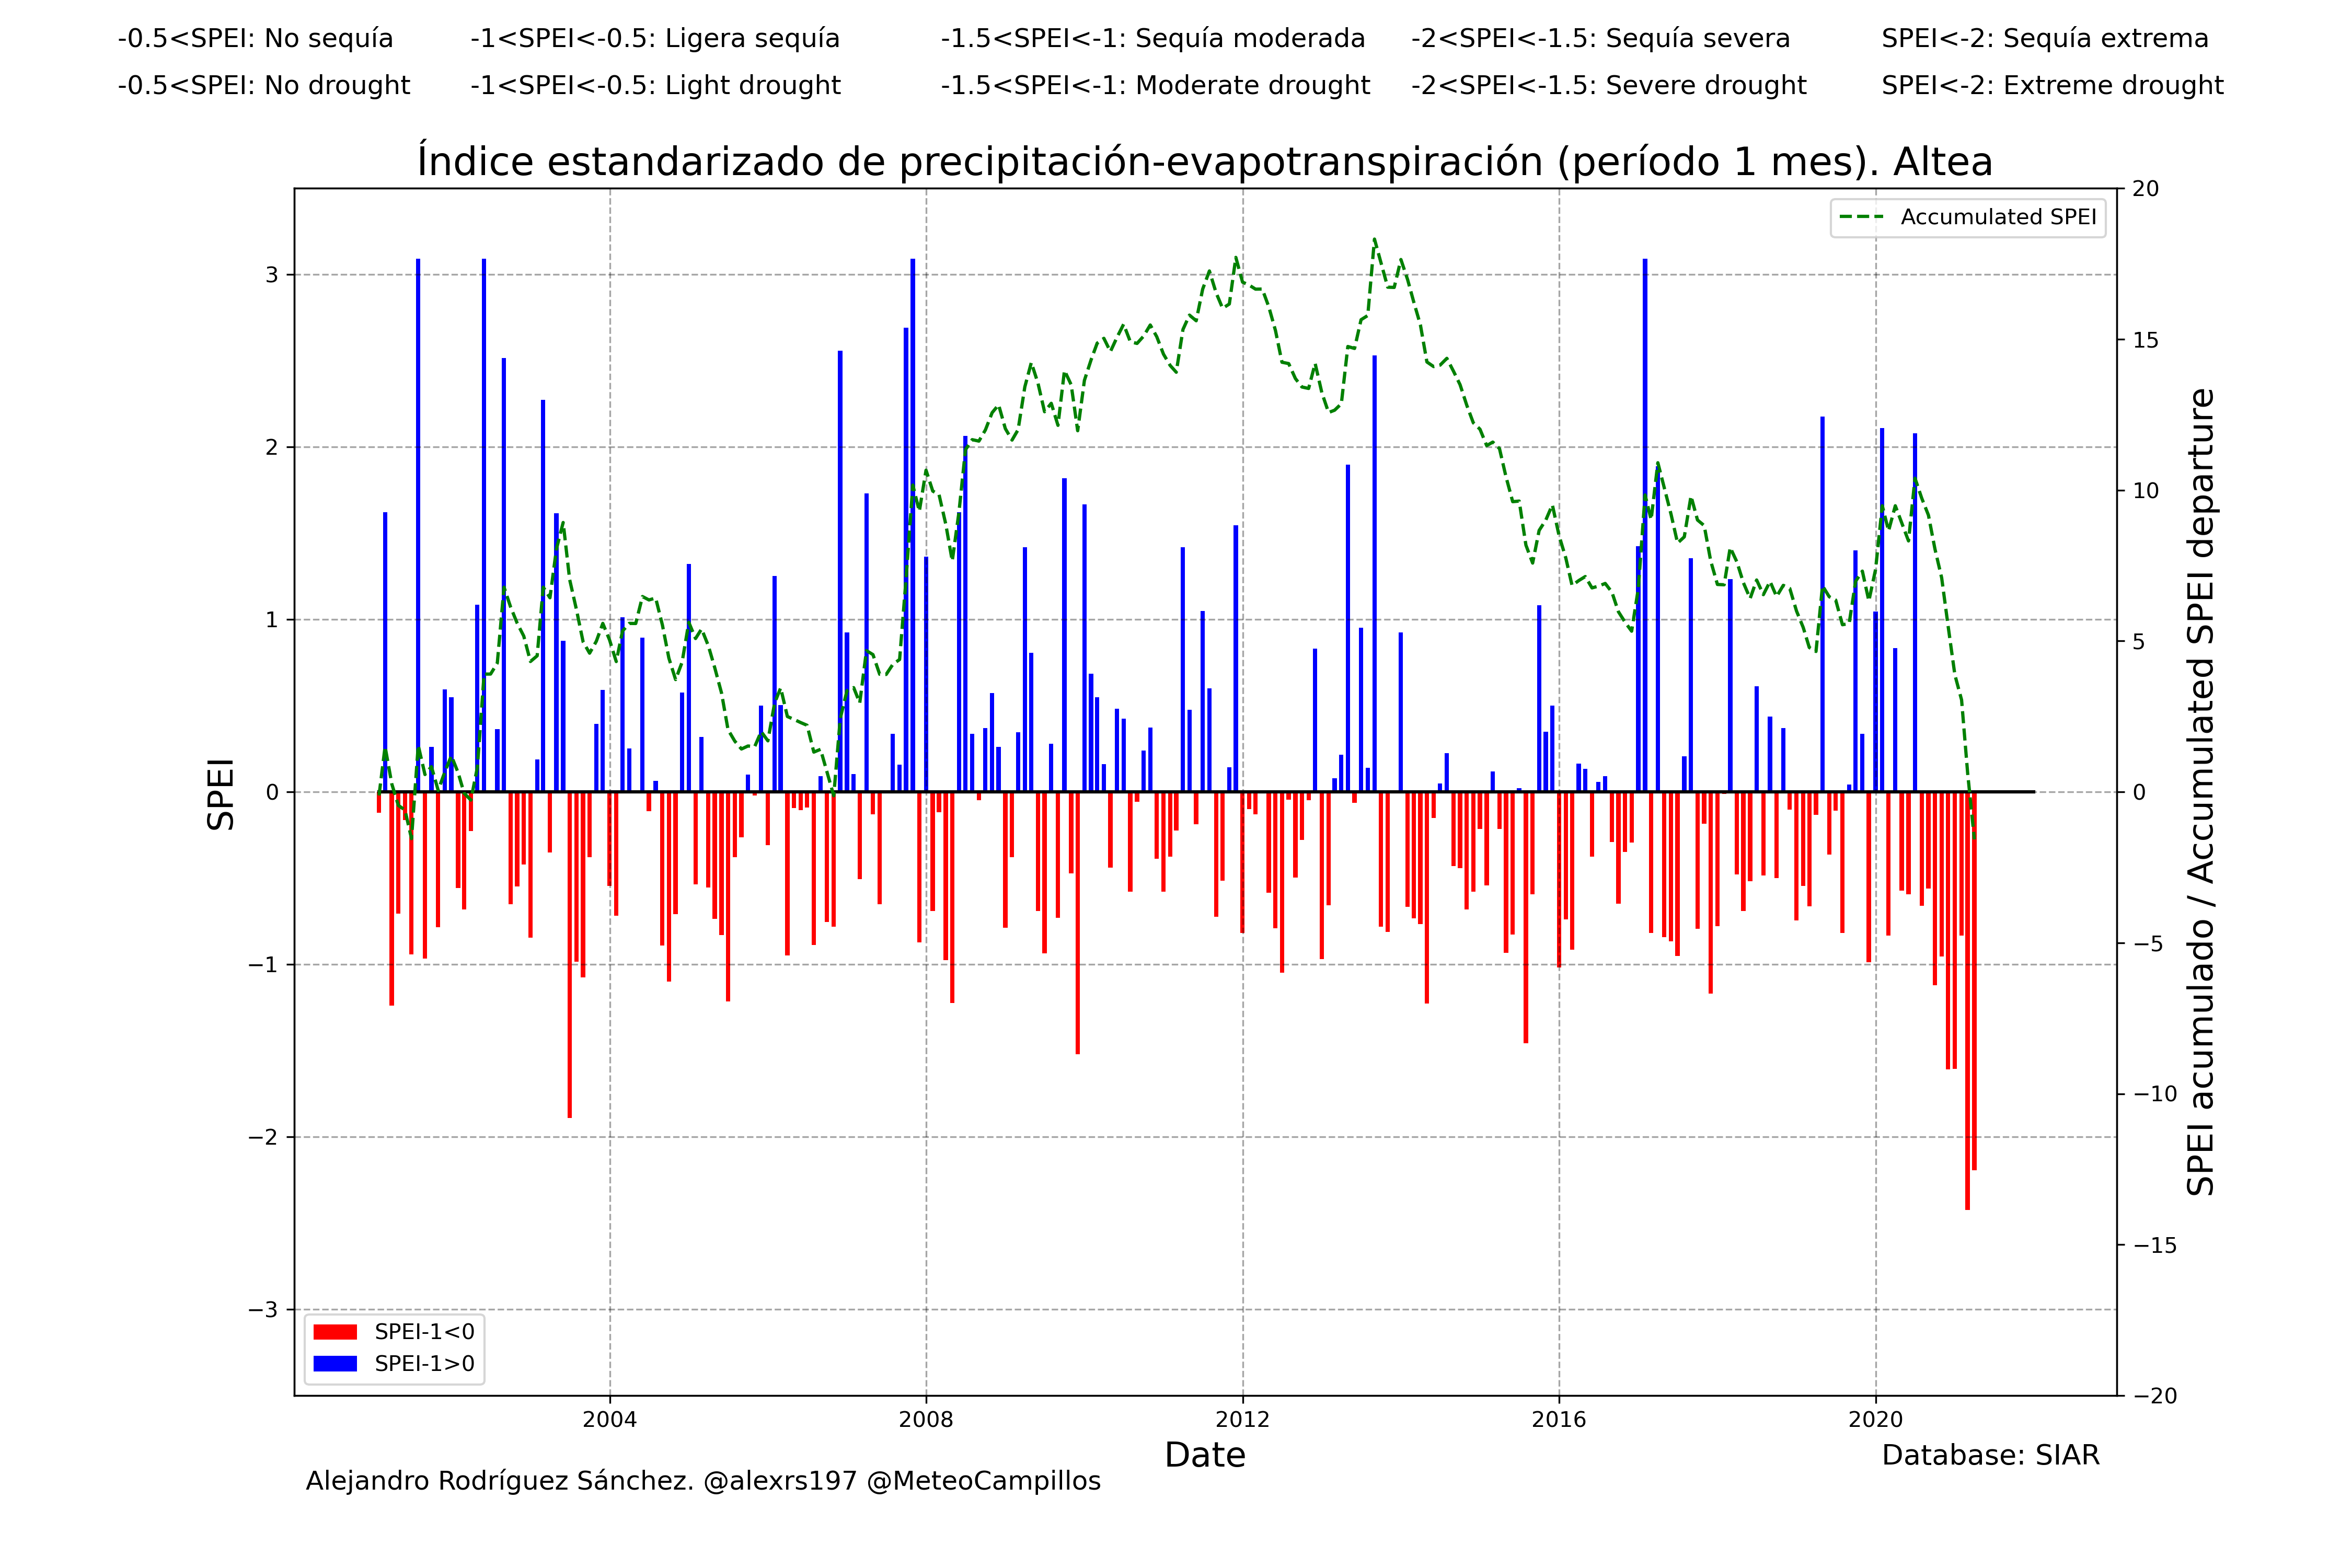 -0.5<SPEI: No sequía -1<SPEI<-0.5: Ligera sequía -1.5<SPEI<-1: Sequía moderada -2<SPEI<-1.5: Sequía severa SPEI<-2: Sequía extrema
-0.5<SPEI: No drought -1<SPEI<-0.5: Light drought -1.5<SPEI<-1: Moderate drought -2<SPEI<-1.5: Severe drought SPEI<-2: Extreme drought
Índice estandarizado de precipitación-evapotranspiración (período 1 mes). Altea
Accumulated SPEI
3
2
1
0
−1
−2
−3
SPEI
20
15
10
5
0
−5
−10
−15
−20
SPEI acumulado / Accumulated SPEI departure
SPEI-1<0
SPEI-1>0
2004 2008 2012 2016 2020
Date
Database: SIAR
Alejandro Rodríguez Sánchez. @alexrs197 @MeteoCampillos